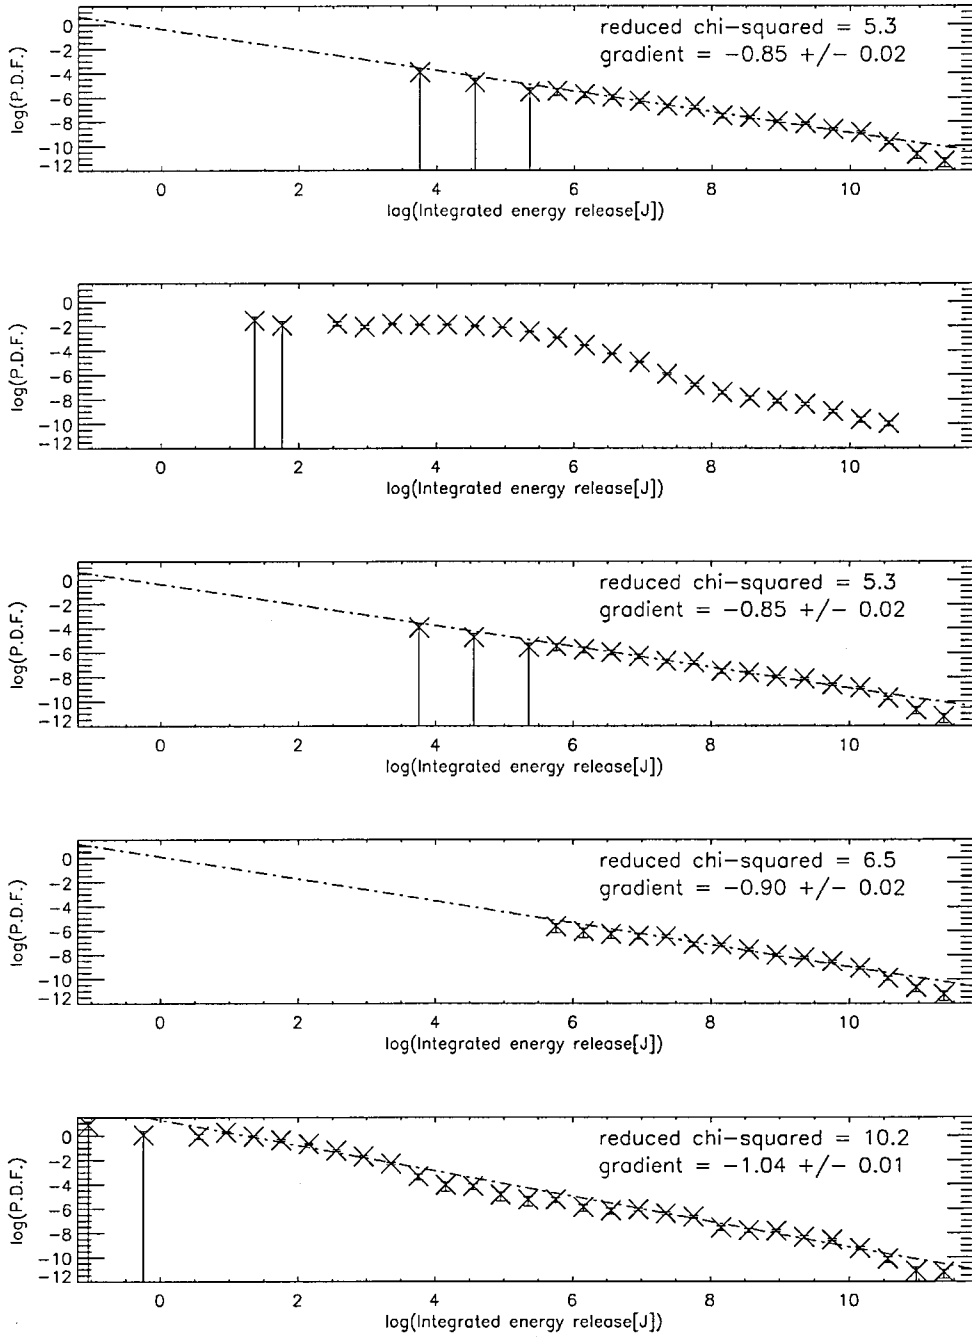 reduced chi-squared = 5.3
gradient = -0.85 +/- 0.02
log(P.D.F.)
0
-2
-4
-6
-8
-10
-12
0 2 4 6 8 10
log(Integrated energy release[J])
log(P.D.F.)
0
-2
-4
-6
-8
-10
-12
0 2 4 6 8 10
log(Integrated energy release[J])
reduced chi-squared = 5.3
gradient = -0.85 +/- 0.02
log(P.D.F.)
0
-2
-4
-6
-8
-10
-12
0 2 4 6 8 10
log(Integrated energy release[J])
reduced chi-squared = 6.5
gradient = -0.90 +/- 0.02
log(P.D.F.)
0
-2
-4
-6
-8
-10
-12
0 2 4 6 8 10
log(Integrated energy release[J])
reduced chi-squared = 10.2
gradient = -1.04 +/- 0.01
log(P.D.F.)
0
-2
-4
-6
-8
-10
-12
0 2 4 6 8 10
log(Integrated energy release[J])